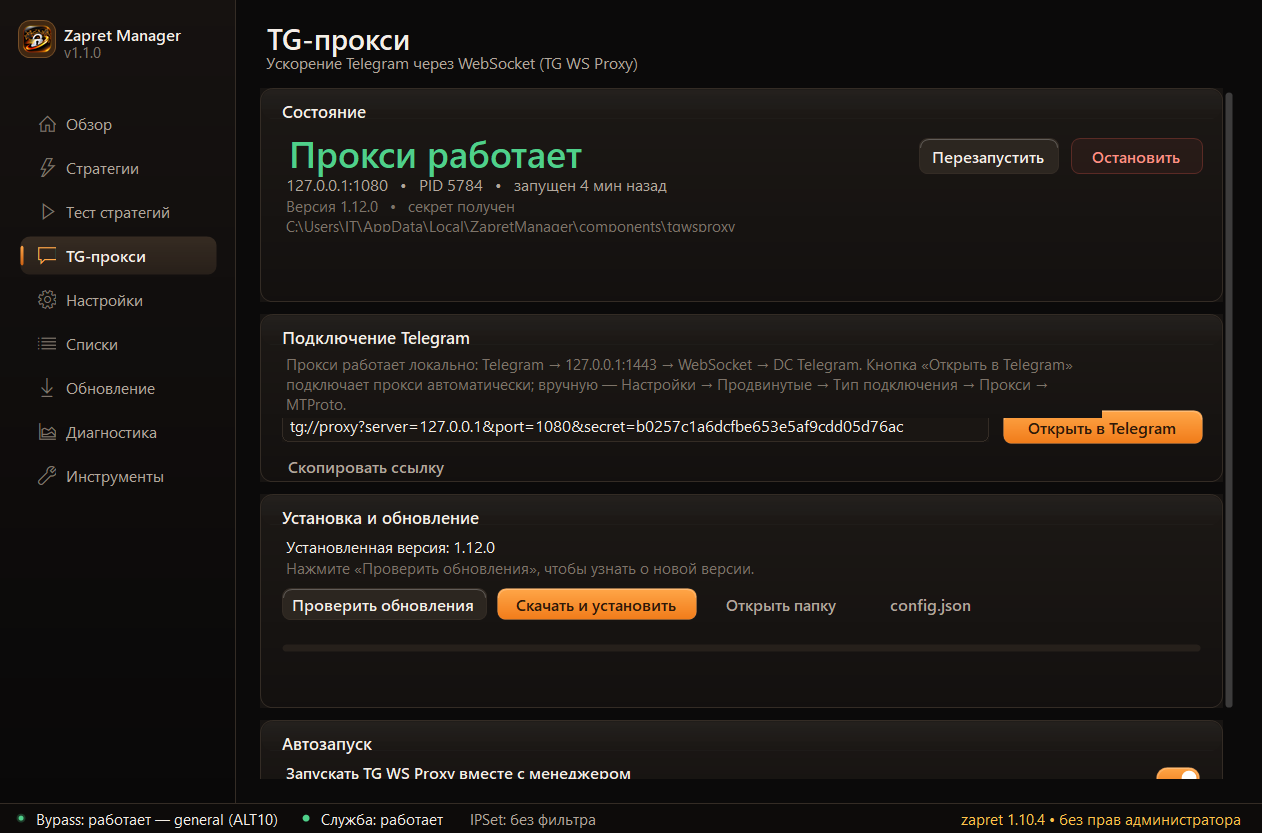 Zapret Manager
v1.1.0
Обзор
Стратегии
Тест стратегий
TG-прокси
Настройки
Списки
Обновление
Диагностика
Инструменты
TG-прокси
Ускорение Telegram через WebSocket (TG WS Proxy)
Состояние
Прокси работает
Перезапустить
Остановить
127.0.0.1:1080 • PID 5784 • запущен 4 мин назад
Версия 1.12.0 • секрет получен
C:\Users\IT\AppData\Local\ZapretManager\components\tgwsproxy
Подключение Telegram
Прокси работает локально: Telegram → 127.0.0.1:1443 → WebSocket → DC Telegram. Кнопка «Открыть в Telegram»
подключает прокси автоматически; вручную — Настройки → Продвинутые → Тип подключения → Прокси →
MTProto.
tg://proxy?server=127.0.0.1&port=1080&secret=b0257c1a6dcfbe653e5af9cdd05d76ac
Открыть в Telegram
Скопировать ссылку
Установка и обновление
Установленная версия: 1.12.0
Нажмите «Проверить обновления», чтобы узнать о новой версии.
Проверить обновления
Скачать и установить
Открыть папку
config.json
Автозапуск
Запускать TG WS Proxy вместе с менеджером
Bypass: работает — general (ALT10)
Служба: работает
IPSet: без фильтра
zapret 1.10.4 • без прав администратора